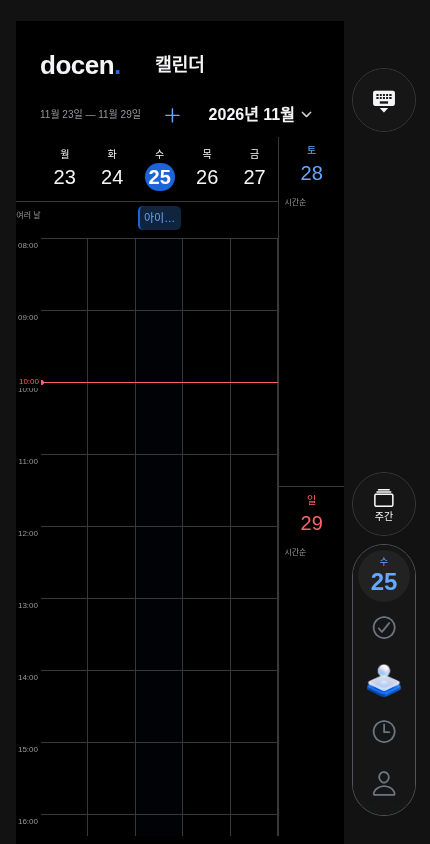 docen.
캘린더
11월 23일 — 11월 29일
2026년 11월
월 화 수 목 금
23 24 25 26 27
토
28
시간순
여러 날
아이…
08:00
09:00
10:00
10:00
11:00
12:00
13:00
14:00
15:00
16:00
일
29
시간순
주간
수
25